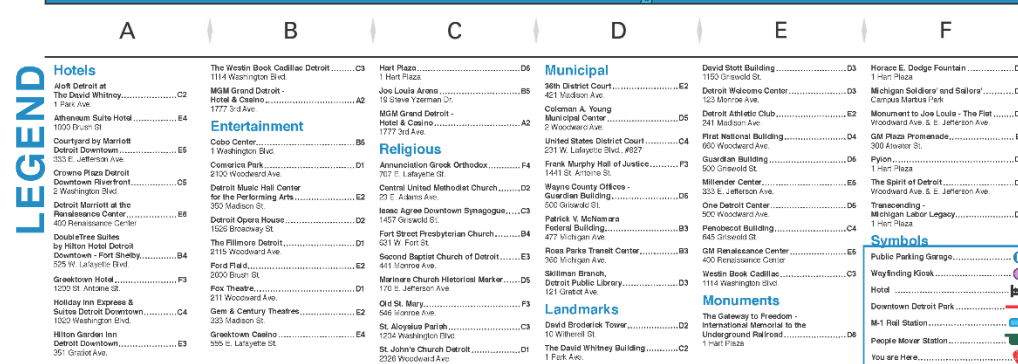 A B C D E F
LEGEND
Hotels
Aloft Detroit at
The David Whitney C2
1 Park Ave.
Atheneum Suite Hotel E4
1000 Brush St.
Courtyard by Marriott
Detroit Downtown E5
333 E. Jefferson Ave.
Crowne Plaza Detroit
Downtown Riverfront C5
2 Washington Blvd.
Detroit Marriott at the
Renaissance Center E6
400 Renaissance Center
DoubleTree Suites
by Hilton Hotel Detroit
Downtown - Fort Shelby B4
525 W. Lafayette Blvd.
Greektown Hotel F3
1200 St. Antoine St.
Holiday Inn Express &
Suites Detroit Downtown C4
1020 Washington Blvd.
Hilton Garden Inn
Detroit Downtown E3
351 Gratiot Ave.
The Westin Book Cadillac Detroit C3
1114 Washington Blvd.
MGM Grand Detroit -
Hotel & Casino A2
1777 3rd Ave.
Entertainment
Cobo Center B5
1 Washington Blvd.
Comerica Park D1
2100 Woodward Ave.
Detroit Music Hall Center
for the Performing Arts E2
350 Madison St.
Detroit Opera House D2
1526 Broadway St.
The Fillmore Detroit D1
2115 Woodward Ave.
Ford Field E2
2000 Brush St.
Fox Theatre D1
211 Woodward Ave.
Gem & Century Theatres E2
333 Madison St.
Greektown Casino E4
555 E. Lafayette St.
Hart Plaza D6
1 Hart Plaza
Joe Louis Arena B5
19 Steve Yzerman Dr.
MGM Grand Detroit -
Hotel & Casino A2
1777 3rd Ave.
Religious
Annunciation Greek Orthodox F4
707 E. Lafayette St.
Central United Methodist Church D2
23 E. Adams Ave.
Isaac Agree Downtown Synagogue C3
1457 Griswold St.
Fort Street Presbyterian Church B4
631 W. Fort St.
Second Baptist Church of Detroit E3
441 Monroe Ave.
Mariners Church Historical Marker D5
170 E. Jefferson Ave.
Old St. Mary F3
646 Monroe Ave.
St. Aloysius Parish C3
1234 Washington Blvd.
St. John's Church Detroit D1
2326 Woodward Ave.
Municipal
36th District Court E2
421 Madison Ave.
Coleman A. Young
Municipal Center D5
2 Woodward Ave.
United States District Court C4
231 W. Lafayette Blvd., #827
Frank Murphy Hall of Justice F3
1441 St. Antoine St.
Wayne County Offices -
Guardian Building D5
500 Griswold St.
Patrick V. McNamara
Federal Building B3
477 Michigan Ave.
Rosa Parks Transit Center B3
360 Michigan Ave.
Skillman Branch,
Detroit Public Library D3
121 Gratiot Ave.
Landmarks
David Broderick Tower D2
10 Witherell St.
The David Whitney Building C2
1 Park Ave.
David Stott Building D3
1150 Griswold St.
Detroit Welcome Center D3
123 Monroe Ave.
Detroit Athletic Club E2
241 Madison Ave.
First National Building D4
660 Woodward Ave.
Guardian Building D5
500 Griswold St.
Millender Center E5
333 E. Jefferson Ave.
One Detroit Center D5
500 Woodward Ave.
Penobscot Building C4
645 Griswold St.
GM Renaissance Center E6
400 Renaissance Center
Westin Book Cadillac C3
1114 Washington Blvd.
Monuments
The Gateway to Freedom -
International Memorial to the
Underground Railroad D6
1 Hart Plaza
Horace E. Dodge Fountain
1 Hart Plaza
Michigan Soldiers' and Sailors'
Campus Martius Park
Monument to Joe Louis - The Fist
Woodward Ave. & E. Jefferson Ave.
GM Plaza Promenade
300 Atwater St.
Pylon
1 Hart Plaza
The Spirit of Detroit
Woodward Ave. & E. Jefferson Ave.
Transcending -
Michigan Labor Legacy
1 Hart Plaza
Symbols
Public Parking Garage
Wayfinding Kiosk
Hotel
Downtown Detroit Park
M-1 Rail Station
People Mover Station
You are Here